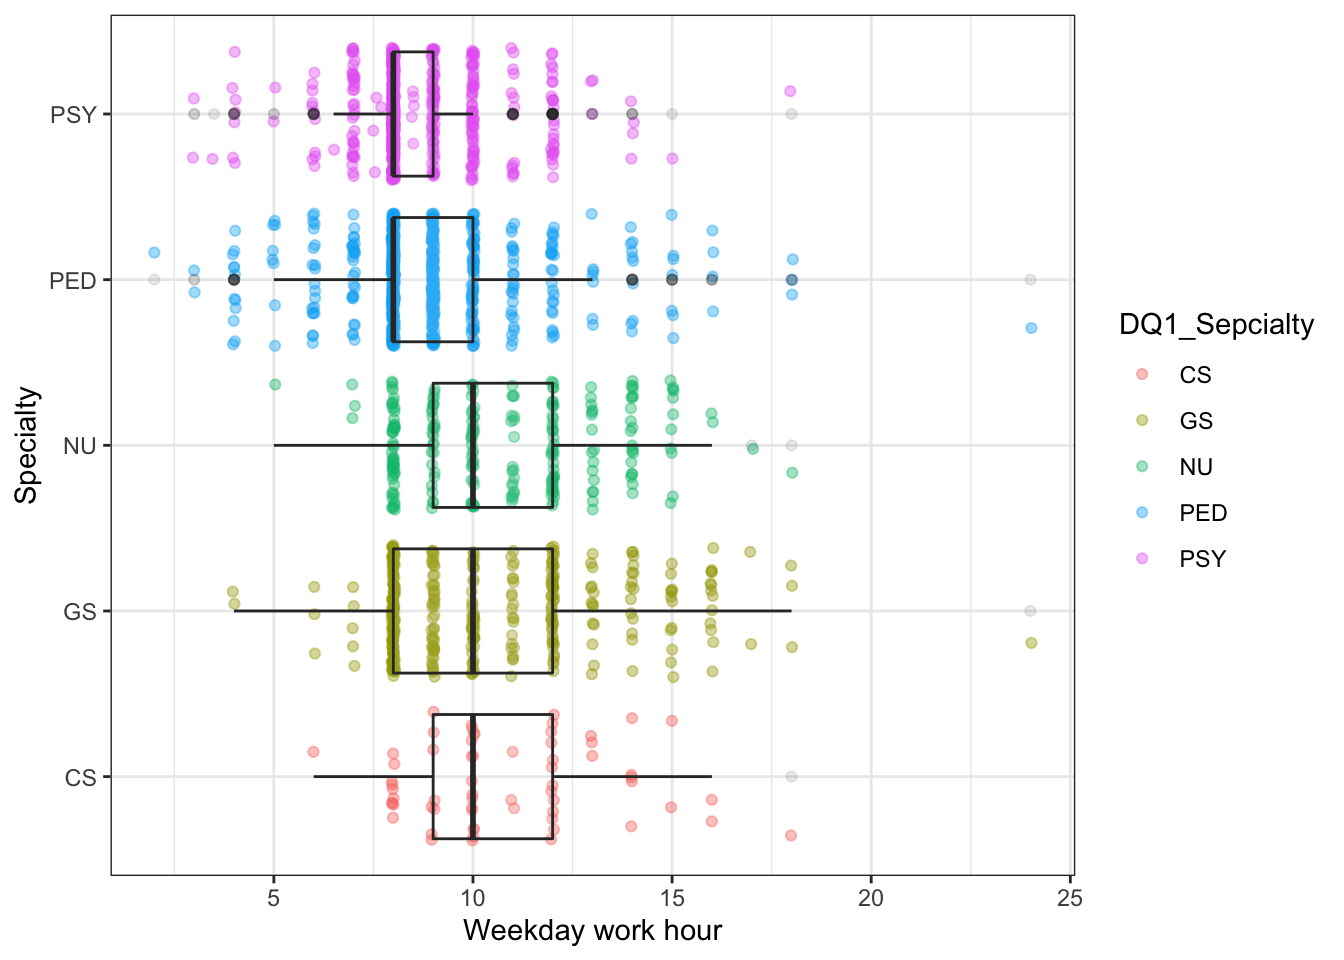 PSY
PED
NU
GS
CS
Specialty
5
10
15
20
25
Weekday work hour
DQ1_Sepcialty
CS
GS
NU
PED
PSY